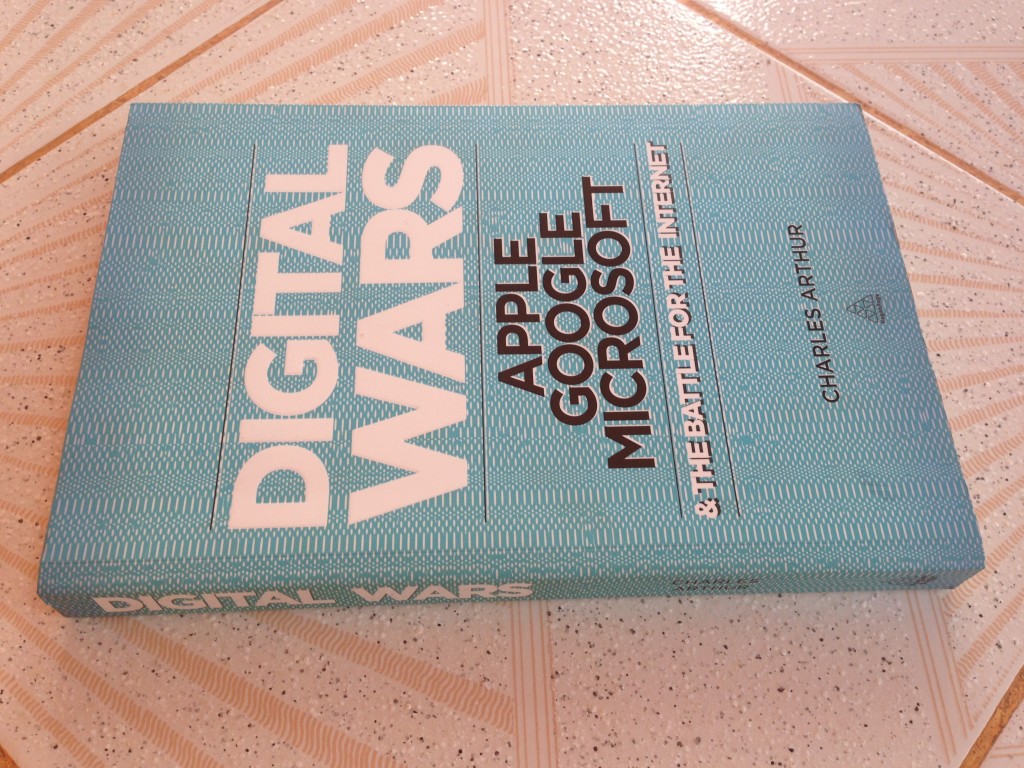 DIGITAL
WARS
APPLE
GOOGLE
MICROSOFT
& THE BATTLE FOR THE INTERNET
CHARLES ARTHUR
DIGITAL WARS
CHARLES
ARTHUR